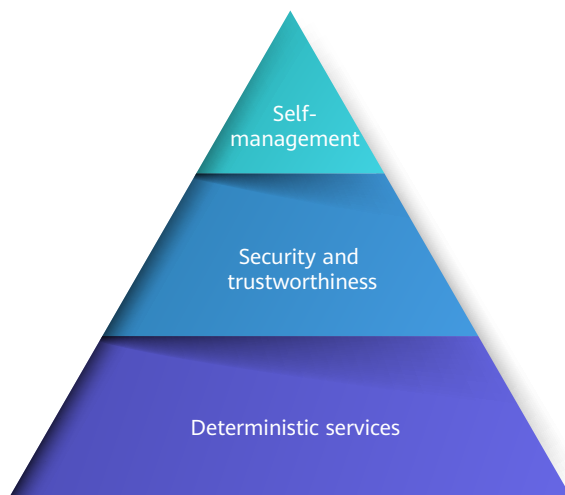 Self-
management
Security and
trustworthiness
Deterministic services